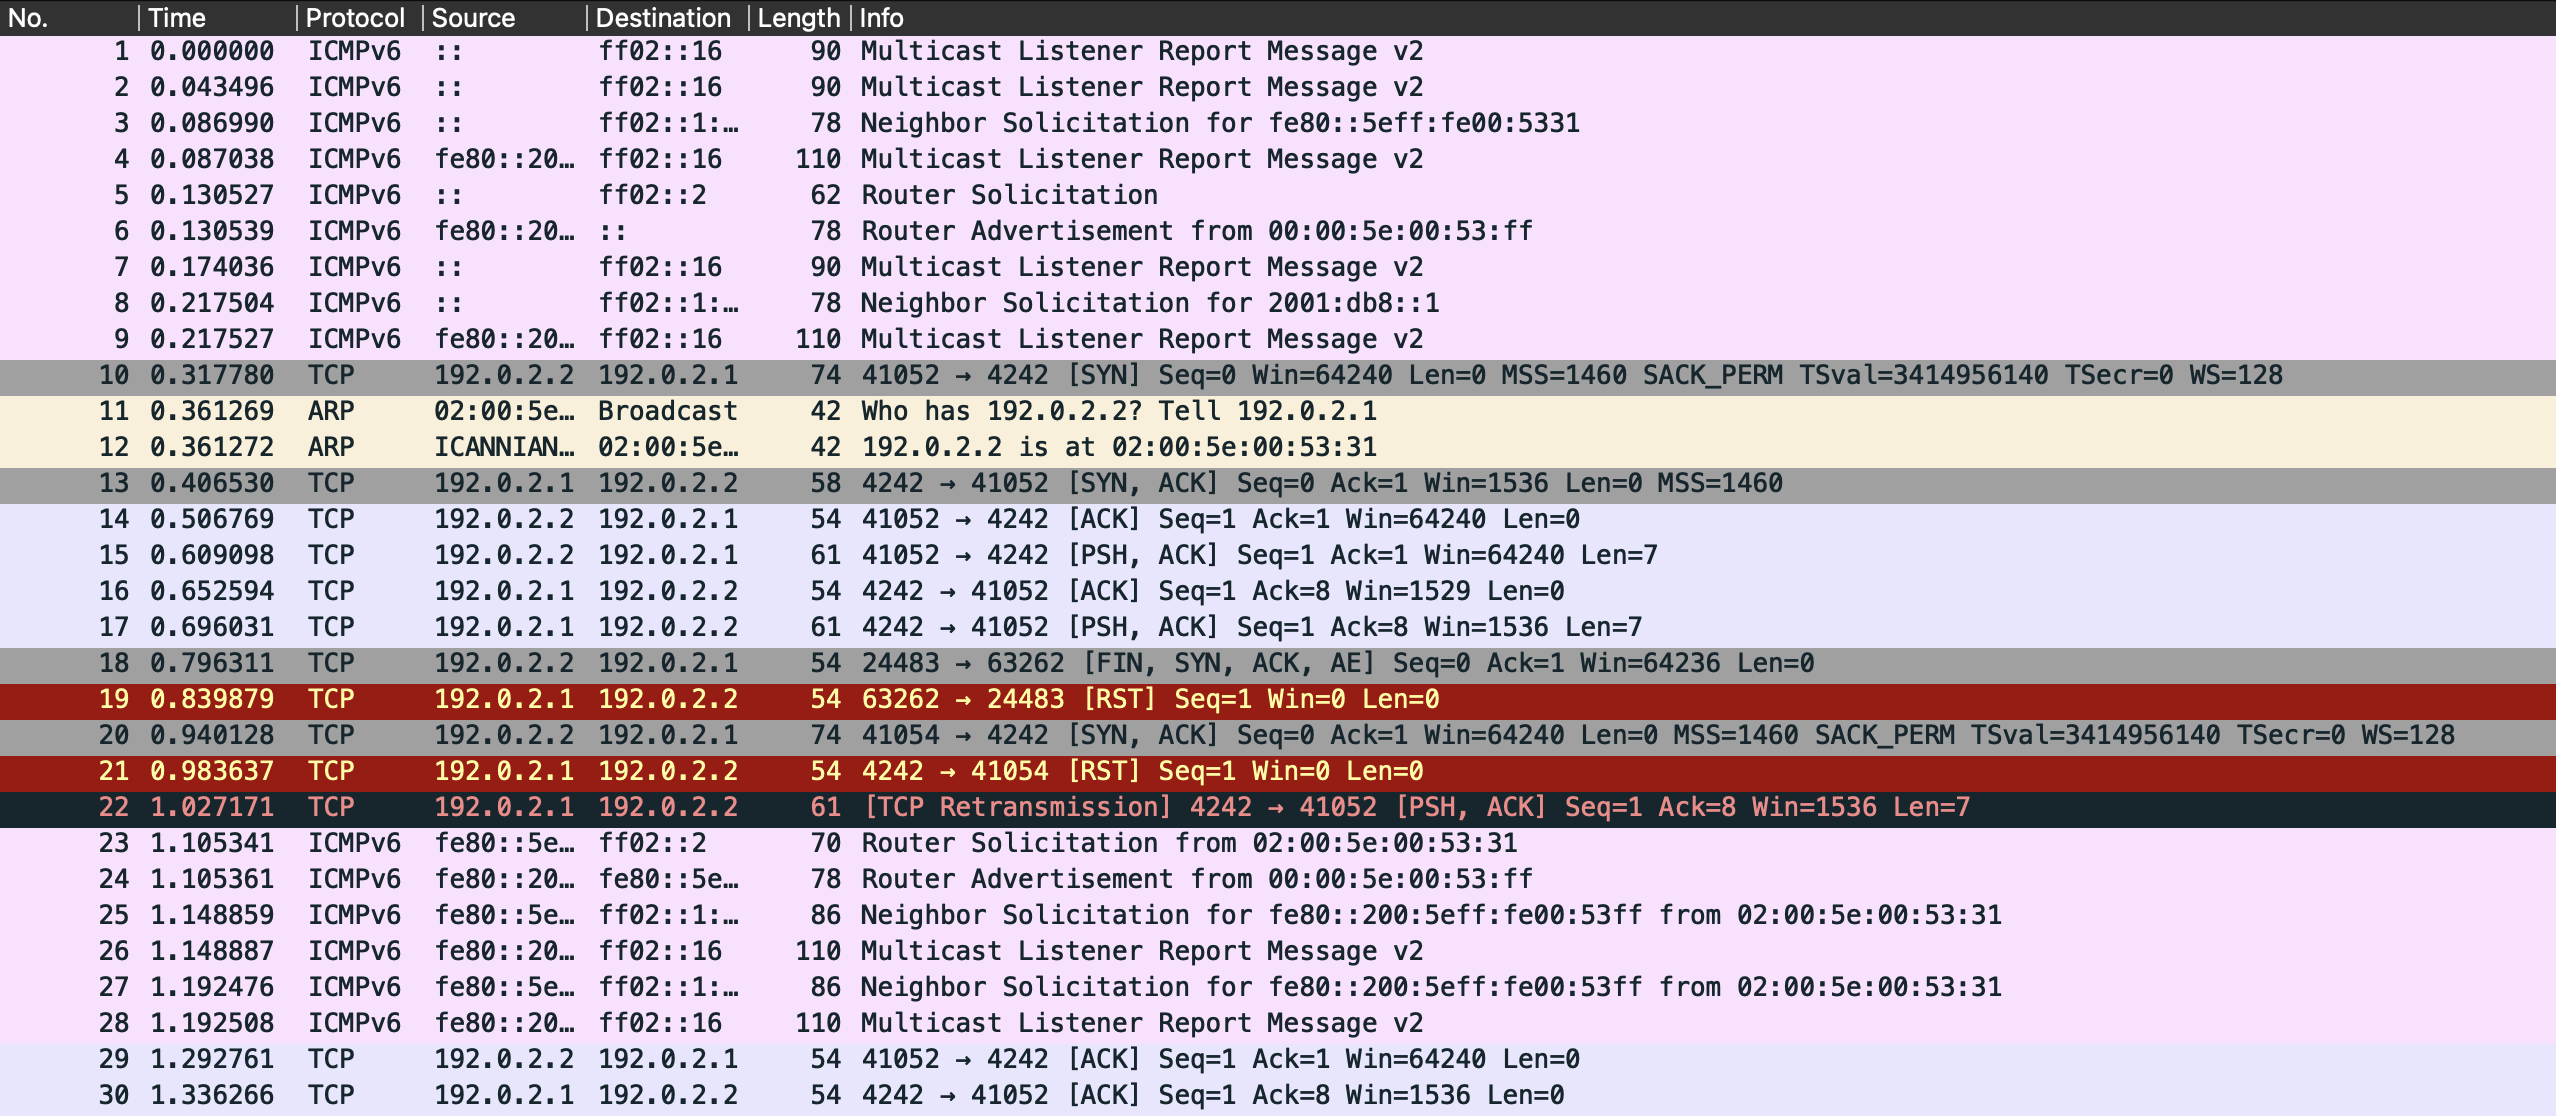 No. Time Protocol Source Destination Length Info
1 0.000000 ICMPv6 :: ff02::16 90 Multicast Listener Report Message v2
2 0.043496 ICMPv6 :: ff02::16 90 Multicast Listener Report Message v2
3 0.086990 ICMPv6 :: ff02::1:… 78 Neighbor Solicitation for fe80::5eff:fe00:5331
4 0.087038 ICMPv6 fe80::20… ff02::16 110 Multicast Listener Report Message v2
5 0.130527 ICMPv6 :: ff02::2 62 Router Solicitation
6 0.130539 ICMPv6 fe80::20… :: 78 Router Advertisement from 00:00:5e:00:53:ff
7 0.174036 ICMPv6 :: ff02::16 90 Multicast Listener Report Message v2
8 0.217504 ICMPv6 :: ff02::1:… 78 Neighbor Solicitation for 2001:db8::1
9 0.217527 ICMPv6 fe80::20… ff02::16 110 Multicast Listener Report Message v2
10 0.317780 TCP 192.0.2.2 192.0.2.1 74 41052 → 4242 [SYN] Seq=0 Win=64240 Len=0 MSS=1460 SACK_PERM TSval=3414956140 TSecr=0 WS=128
11 0.361269 ARP 02:00:5e… Broadcast 42 Who has 192.0.2.2? Tell 192.0.2.1
12 0.361272 ARP ICANNIAN… 02:00:5e… 42 192.0.2.2 is at 02:00:5e:00:53:31
13 0.406530 TCP 192.0.2.1 192.0.2.2 58 4242 → 41052 [SYN, ACK] Seq=0 Ack=1 Win=1536 Len=0 MSS=1460
14 0.506769 TCP 192.0.2.2 192.0.2.1 54 41052 → 4242 [ACK] Seq=1 Ack=1 Win=64240 Len=0
15 0.609098 TCP 192.0.2.2 192.0.2.1 61 41052 → 4242 [PSH, ACK] Seq=1 Ack=1 Win=64240 Len=7
16 0.652594 TCP 192.0.2.1 192.0.2.2 54 4242 → 41052 [ACK] Seq=1 Ack=8 Win=1529 Len=0
17 0.696031 TCP 192.0.2.1 192.0.2.2 61 4242 → 41052 [PSH, ACK] Seq=1 Ack=8 Win=1536 Len=7
18 0.796311 TCP 192.0.2.2 192.0.2.1 54 24483 → 63262 [FIN, SYN, ACK, AE] Seq=0 Ack=1 Win=64236 Len=0
19 0.839879 TCP 192.0.2.1 192.0.2.2 54 63262 → 24483 [RST] Seq=1 Win=0 Len=0
20 0.940128 TCP 192.0.2.2 192.0.2.1 74 41054 → 4242 [SYN, ACK] Seq=0 Ack=1 Win=64240 Len=0 MSS=1460 SACK_PERM TSval=3414956140 TSecr=0 WS=128
21 0.983637 TCP 192.0.2.1 192.0.2.2 54 4242 → 41054 [RST] Seq=1 Win=0 Len=0
22 1.027171 TCP 192.0.2.1 192.0.2.2 61 [TCP Retransmission] 4242 → 41052 [PSH, ACK] Seq=1 Ack=8 Win=1536 Len=7
23 1.105341 ICMPv6 fe80::5e… ff02::2 70 Router Solicitation from 02:00:5e:00:53:31
24 1.105361 ICMPv6 fe80::20… fe80::5e… 78 Router Advertisement from 00:00:5e:00:53:ff
25 1.148859 ICMPv6 fe80::5e… ff02::1:… 86 Neighbor Solicitation for fe80::200:5eff:fe00:53ff from 02:00:5e:00:53:31
26 1.148887 ICMPv6 fe80::20… ff02::16 110 Multicast Listener Report Message v2
27 1.192476 ICMPv6 fe80::5e… ff02::1:… 86 Neighbor Solicitation for fe80::200:5eff:fe00:53ff from 02:00:5e:00:53:31
28 1.192508 ICMPv6 fe80::20… ff02::16 110 Multicast Listener Report Message v2
29 1.292761 TCP 192.0.2.2 192.0.2.1 54 41052 → 4242 [ACK] Seq=1 Ack=1 Win=64240 Len=0
30 1.336266 TCP 192.0.2.1 192.0.2.2 54 4242 → 41052 [ACK] Seq=1 Ack=8 Win=1536 Len=0